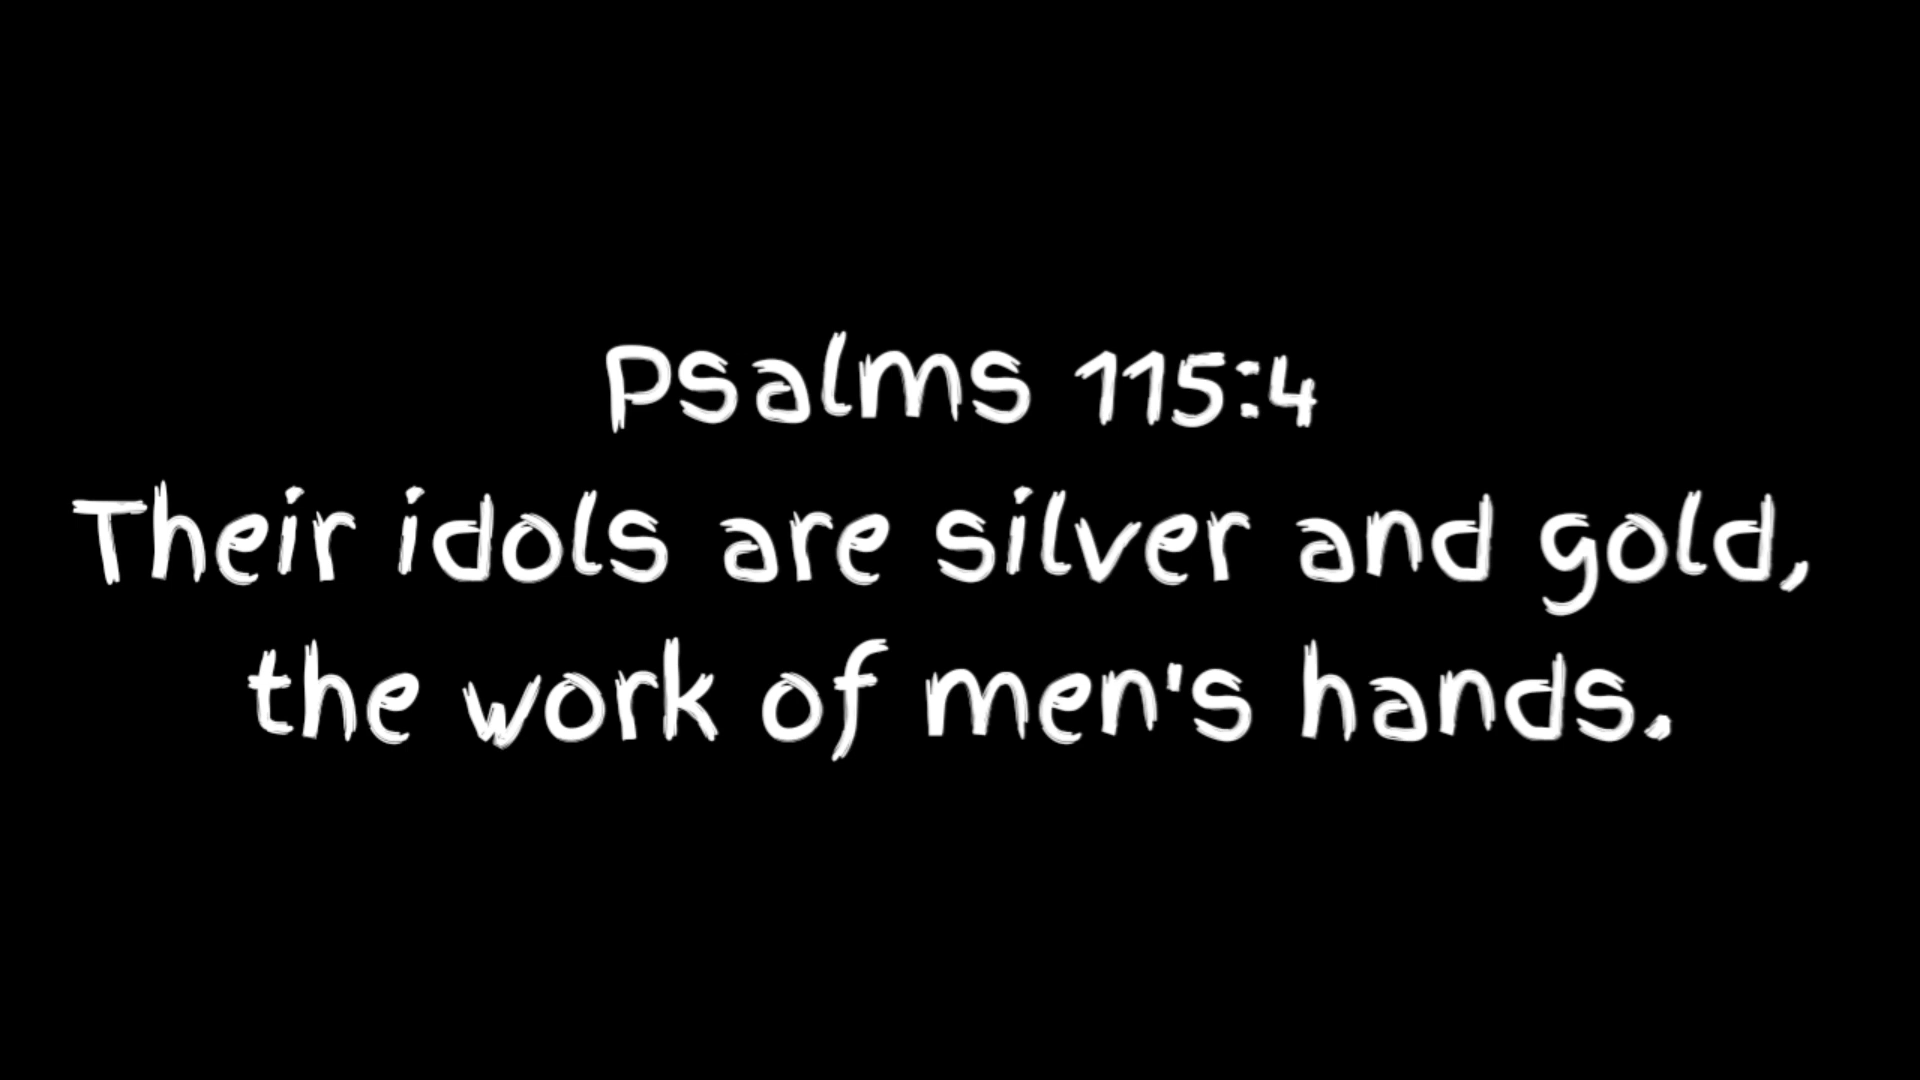 Psalms 115:4
Their idols are silver and gold,
the work of men's hands.